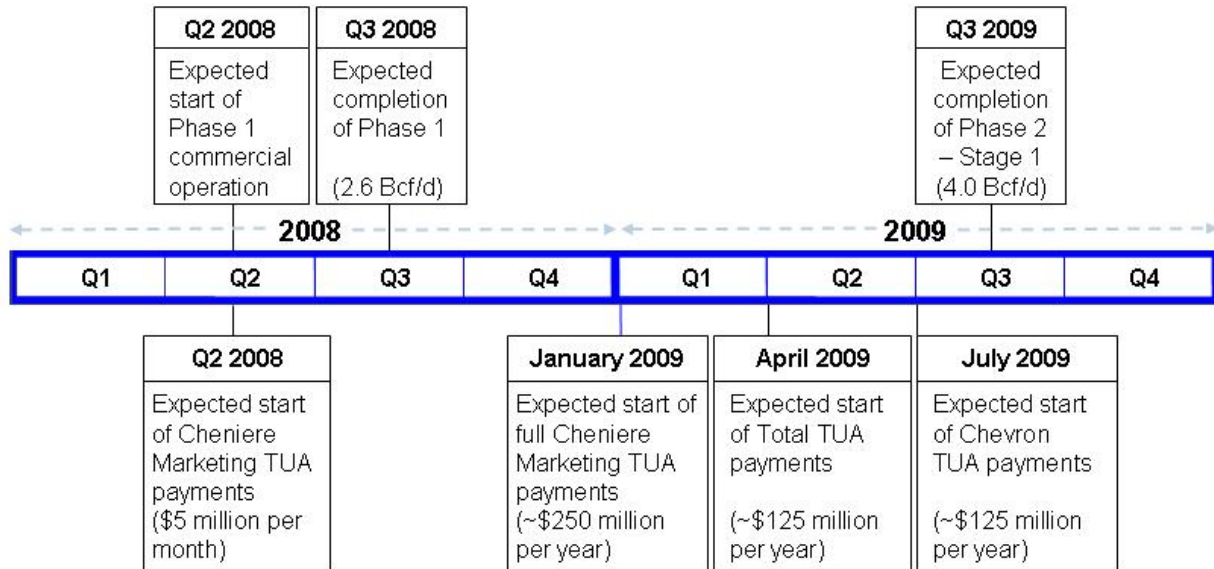 Q2 2008
Expected
start of
Phase 1
commercial
operation
Q3 2008
Expected
completion
of Phase 1
(2.6 Bcf/d)
Q3 2009
Expected
completion
of Phase 2
– Stage 1
(4.0 Bcf/d)
2008
2009
Q1
Q2
Q3
Q4
Q1
Q2
Q3
Q4
Q2 2008
Expected start
of Cheniere
Marketing TUA
payments
($5 million per
month)
January 2009
Expected start of
full Cheniere
Marketing TUA
payments
(~$250 million
per year)
April 2009
Expected start
of Total TUA
payments
(~$125 million
per year)
July 2009
Expected start
of Chevron
TUA payments
(~$125 million
per year)